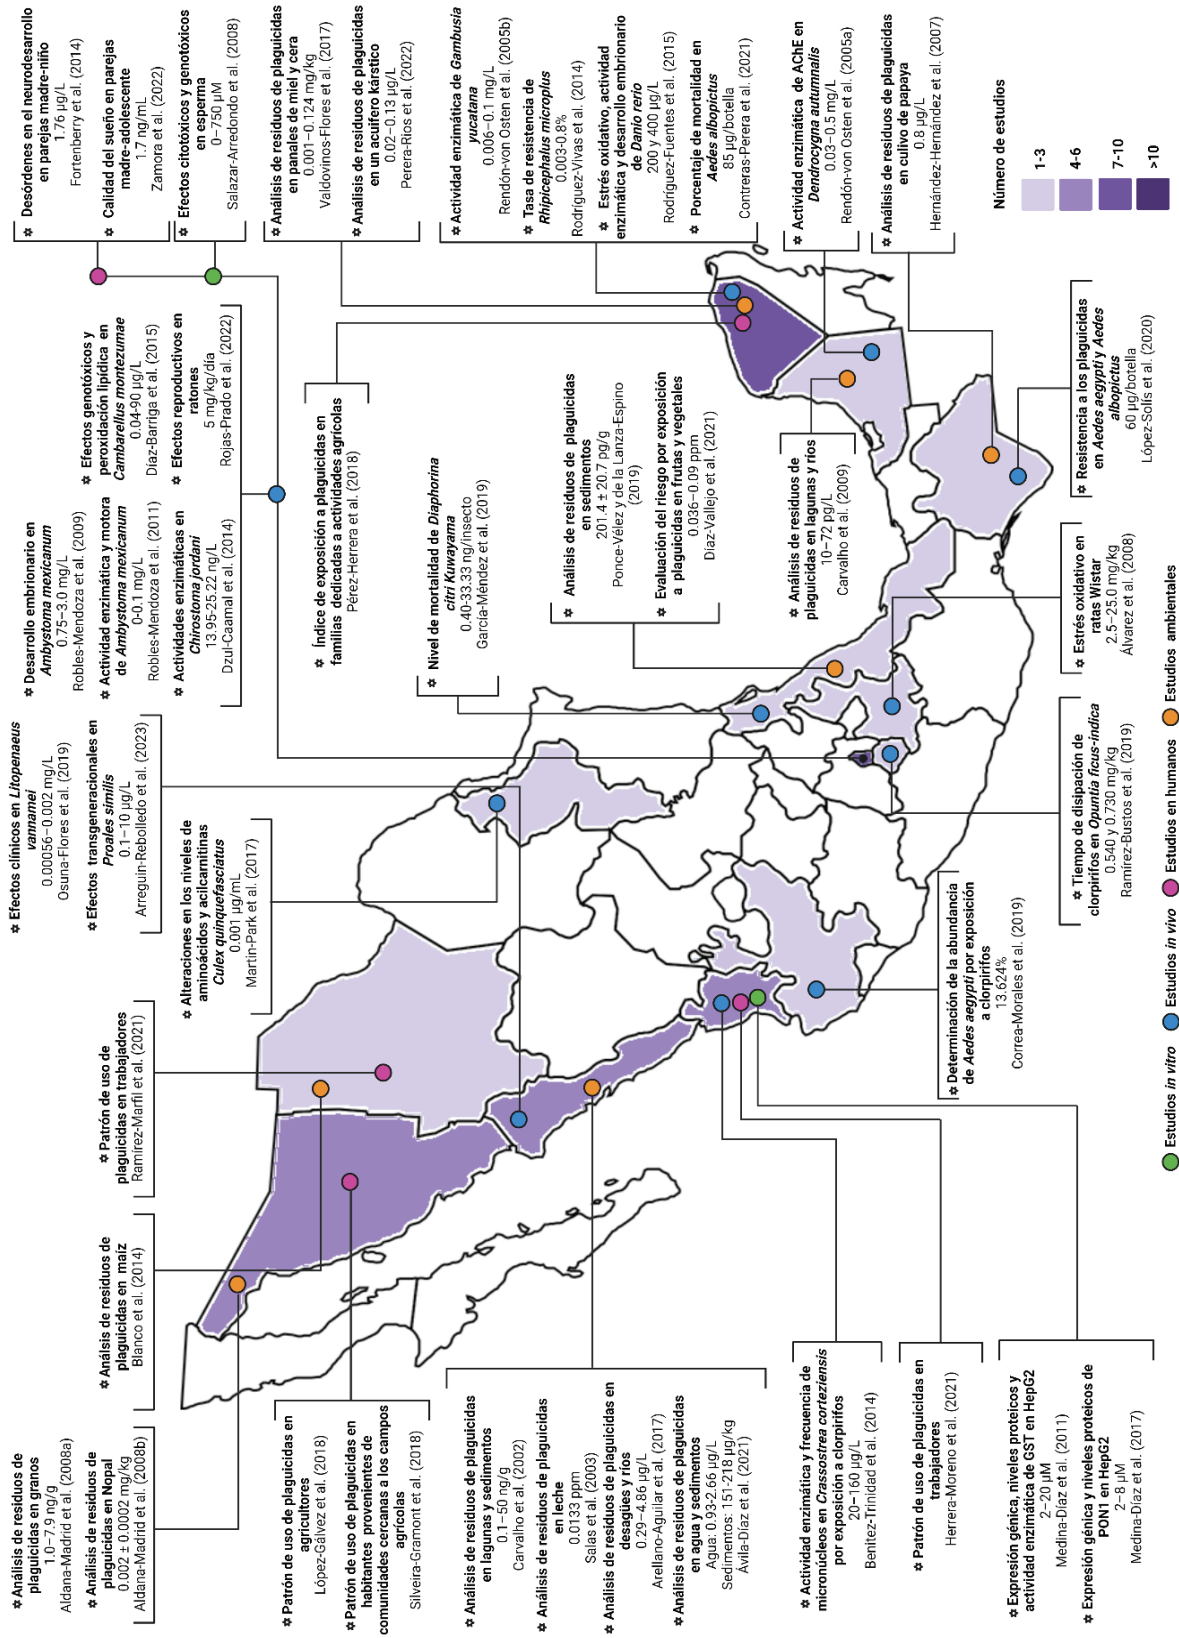 ✡ Análisis de residuos de
plaguicidas en granos
1.0–7.9 ng/g
Aldana-Madrid et al. (2008a)
✡ Análisis de residuos de
plaguicidas en Nopal
0.002 ± 0.0002 mg/kg
Aldana-Madrid et al. (2008b)
✡ Análisis de residuos de
plaguicidas en maíz
Blanco et al. (2014)
✡ Patrón de uso de
plaguicidas en trabajadores
Ramírez-Marfil et al. (2021)
✡ Efectos clínicos en Litopenaeus
vannamei
0.00056–0.002 mg/L
Osuna-Flores et al. (2019)
✡ Efectos transgeneracionales en
Proales similis
0.1–10 µg/L
Arreguin-Rebolledo et al. (2023)
✡ Alteraciones en los niveles de
aminoácidos y acilcarnitinas
Culex quinquefasciatus
0.001 µg/mL
Martin-Park et al. (2017)
✡ Desarrollo embrionario en
Ambystoma mexicanum
0.75–3.0 mg/L
Robles-Mendoza et al. (2009)
✡ Actividad enzimática y motora
de Ambystoma mexicanum
0–0.1 mg/L
Robles-Mendoza et al. (2011)
✡ Actividades enzimáticas en
Chirostoma jordani
13.95-25.22 ng/L
Dzul-Caamal et al. (2014)
✡ Efectos genotóxicos y
peroxidación lipídica en
Cambarellus montezumae
0.04-90 µg/L
Díaz-Barriga et al. (2015)
✡ Efectos reproductivos en
ratones
5 mg/kg/día
Rojas-Prado et al. (2022)
✡ Desórdenes en el neurodesarrollo
en parejas madre-niño
1.76 µg/L
Fortenberry et al. (2014)
✡ Calidad del sueño en parejas
madre-adolescente
1.7 ng/mL
Zamora et al. (2022)
✡ Efectos citotóxicos y genotóxicos
en esperma
0–750 µM
Salazar-Arredondo et al. (2008)
✡ Análisis de residuos de plaguicidas
en panales de miel y cera
0.001–0.124 mg/kg
Valdovinos-Flores et al. (2017)
✡ Análisis de residuos de plaguicidas
en un acuífero kárstico
0.02–0.13 µg/L
Perera-Rios et al. (2022)
✡ Índice de exposición a plaguicidas en
familias dedicadas a actividades agrícolas
Pérez-Herrera et al. (2018)
✡ Nivel de mortalidad de Diaphorina
citri Kuwayama
0.40-33.33 ng/insecto
García-Méndez et al. (2019)
✡ Actividad enzimática de Gambusia
yucatana
0.006–0.1 mg/L
Rendón-von Osten et al. (2005b)
✡ Tasa de resistencia de
Rhipicephalus microplus
0.003-0.8%
Rodríguez-Vivas et al. (2014)
✡ Estrés oxidativo, actividad
enzimática y desarrollo embrionario
de Danio rerio
200 y 400 µg/L
Rodríguez-Fuentes et al. (2015)
✡ Porcentaje de mortalidad en
Aedes albopictus
85 µg/botella
Contreras-Perera et al. (2021)
✡ Análisis de residuos de plaguicidas
en sedimentos
201.4 ± 20.7 pg/g
Ponce-Vélez y de la Lanza-Espino
(2019)
✡ Evaluación del riesgo por exposición
a plaguicidas en frutas y vegetales
0.036–0.09 ppm
Díaz-Vallejo et al. (2021)
✡ Análisis de residuos de
plaguicidas en lagunas y ríos
10–72 pg/L
Carvalho et al. (2009)
✡ Actividad enzimática de AChE en
Dendrocygna autumnalis
0.03–0.5 mg/L
Rendón-von Osten et al. (2005a)
✡ Análisis de residuos de plaguicidas
en cultivo de papaya
0.8 µg/L
Hernández-Hernández et al. (2007)
✡ Patrón de uso de plaguicidas en
agricultores
López-Gálvez et al. (2018)
✡ Patrón de uso de plaguicidas en
habitantes provenientes de
comunidades cercanas a los campos
agrícolas
Silveira-Gramont et al. (2018)
✡ Análisis de residuos de plaguicidas
en lagunas y sedimentos
0.1–50 ng/g
Carvalho et al. (2002)
✡ Análisis de residuos de plaguicidas
en leche
0.0133 ppm
Salas et al. (2003)
✡ Análisis de residuos de plaguicidas en
desagües y ríos
0.29–4.86 µg/L
Arellano-Aguilar et al. (2017)
✡ Análisis de residuos de plaguicidas
en agua y sedimentos
Agua: 0.93-2.66 µg/L
Sedimentos: 151-218 µg/kg
Ávila-Díaz et al. (2021)
✡ Actividad enzimática y frecuencia de
micronúcleos en Crassostrea corteziensis
por exposición a clorpirifos
20–160 µg/L
Benitez-Trinidad et al. (2014)
✡ Patrón de uso de plaguicidas en
trabajadores
Herrera-Moreno et al. (2021)
✡ Expresión génica, niveles proteicos y
actividad enzimática de GST en HepG2
2–20 µM
Medina-Díaz et al. (2011)
✡ Expresión génica y niveles proteicos de
PON1 en HepG2
2–8 µM
Medina-Díaz et al. (2017)
✡ Determinación de la abundancia
de Aedes aegypti por exposición
a clorpirifos
13.624%
Correa-Morales et al. (2019)
✡ Tiempo de disipación de
clorpirifos en Opuntia ficus-indica
0.540 y 0.730 mg/kg
Ramírez-Bustos et al. (2019)
✡ Estrés oxidativo en
ratas Wistar
2.5–25.0 mg/kg
Álvarez et al. (2008)
✡ Resistencia a los plaguicidas
en Aedes aegypti y Aedes
albopictus
60 µg/botella
López-Solís et al. (2020)
Número de estudios
1-3
4-6
7-10
>10
Estudios in vitro
Estudios in vivo
Estudios en humanos
Estudios ambientales